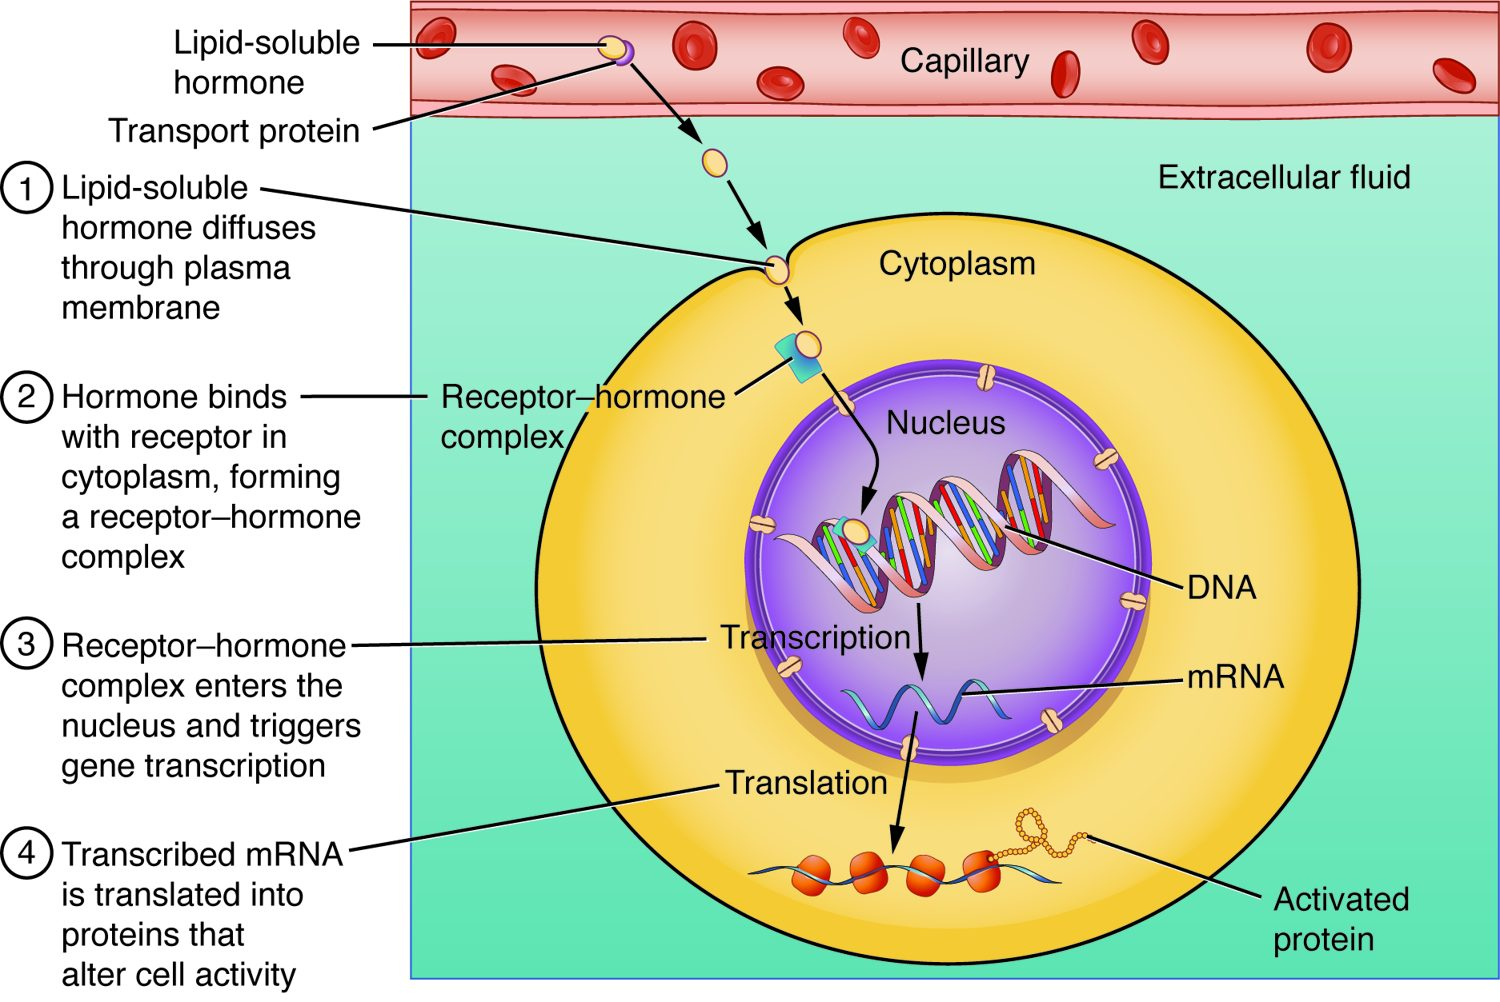 Lipid-soluble
hormone
Transport protein
Capillary
Extracellular fluid
1 Lipid-soluble
hormone diffuses
through plasma
membrane
Cytoplasm
2 Hormone binds
with receptor in
cytoplasm, forming
a receptor–hormone
complex
Receptor–hormone
complex
Nucleus
DNA
3 Receptor–hormone
complex enters the
nucleus and triggers
gene transcription
Transcription
mRNA
Translation
4 Transcribed mRNA
is translated into
proteins that
alter cell activity
Activated
protein